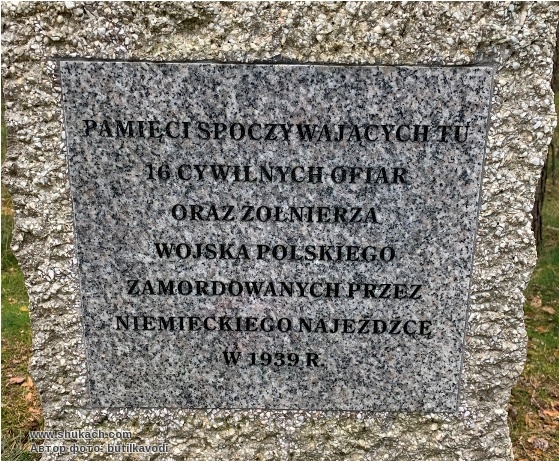 PAMIĘCI SPOCZYWAJĄCYCH TU
16 CYWILNYCH OFIAR
ORAZ ŻOŁNIERZA
WOJSKA POLSKIEGO
ZAMORDOWANYCH PRZEZ
NIEMIECKIEGO NAJEŹDŹCĘ
W 1939 R.
www.shukach.com
Автор фото: butilkavodi